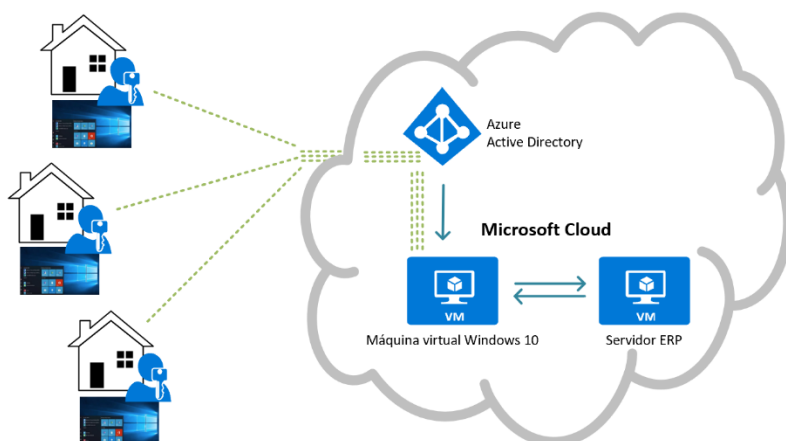 Azure
Active Directory
Microsoft Cloud
VM
VM
Máquina virtual Windows 10
Servidor ERP